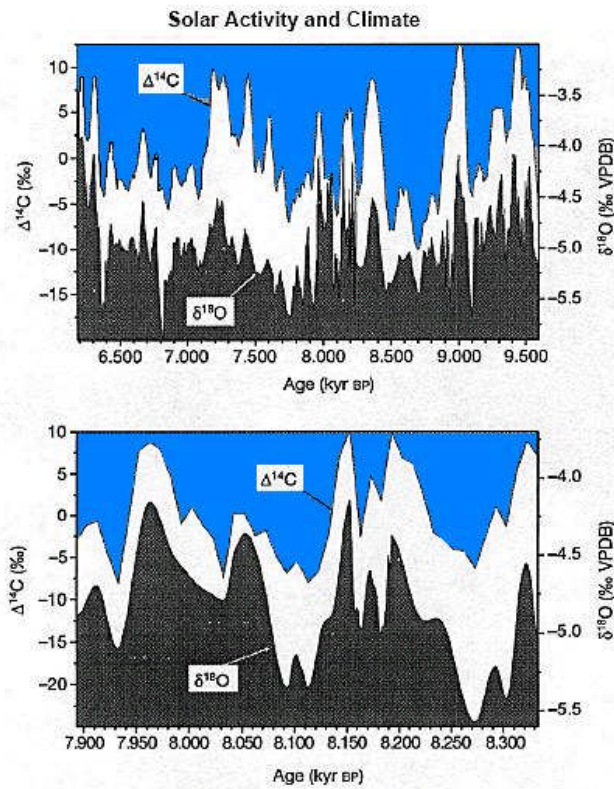 Solar Activity and Climate
10
5
0
−5
−10
−15
Δ¹⁴C (‰)
Δ¹⁴C
δ¹⁸O
−3.5
−4.0
−4.5
−5.0
−5.5
δ¹⁸O (‰ VPDB)
6.500 7.000 7.500 8.000 8.500 9.000 9.500
Age (kyr BP)
10
5
0
−5
−10
−15
−20
Δ¹⁴C (‰)
Δ¹⁴C
δ¹⁸O
−4.0
−4.5
−5.0
−5.5
δ¹⁸O (‰ VPDB)
7.900 7.950 8.000 8.050 8.100 8.150 8.200 8.250 8.300
Age (kyr BP)